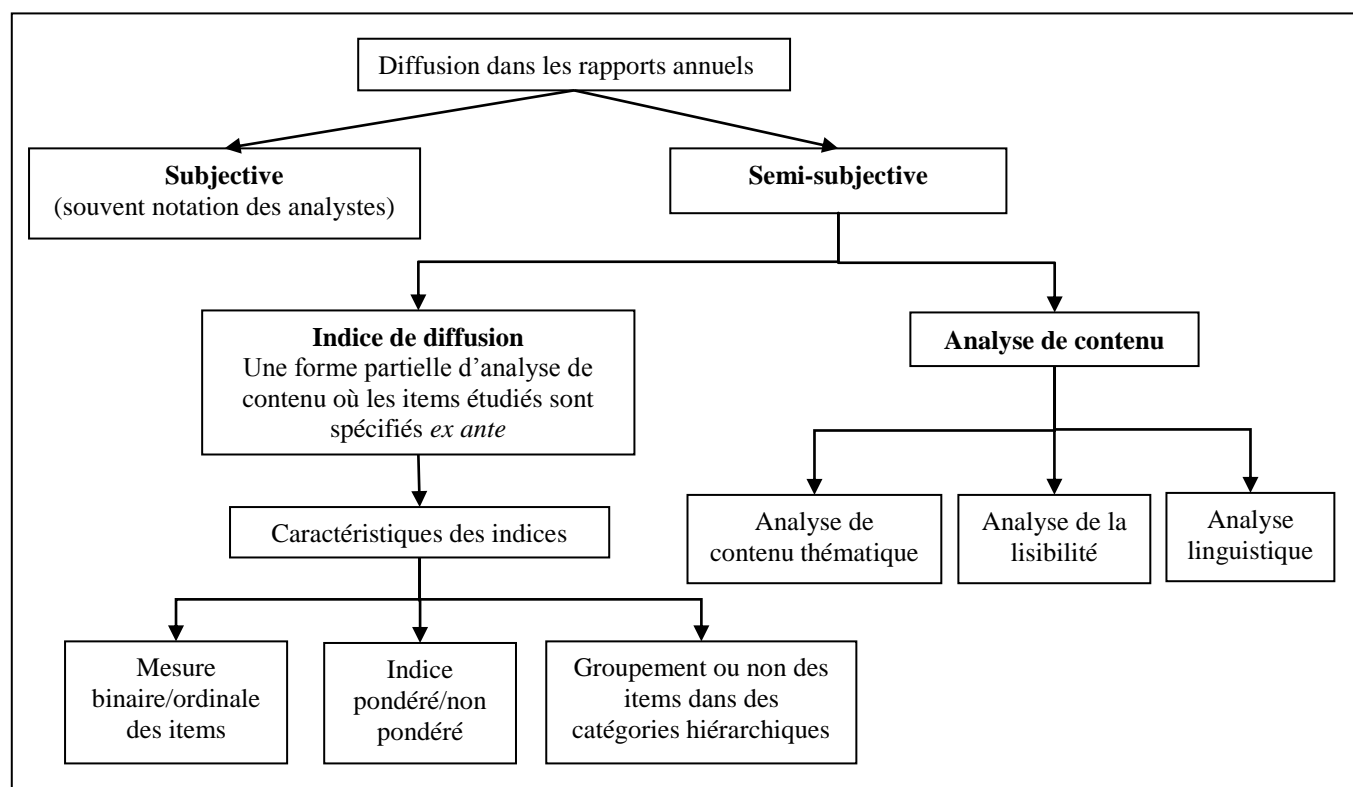 Diffusion dans les rapports annuels
Subjective
(souvent notation des analystes)
Semi-subjective
Indice de diffusion
Une forme partielle d’analyse de
contenu où les items étudiés sont
spécifiés ex ante
Analyse de contenu
Caractéristiques des indices
Analyse de
contenu thématique
Analyse de la
lisibilité
Analyse
linguistique
Mesure
binaire/ordinale
des items
Indice
pondéré/non
pondéré
Groupement ou non des
items dans des
catégories hiérarchiques